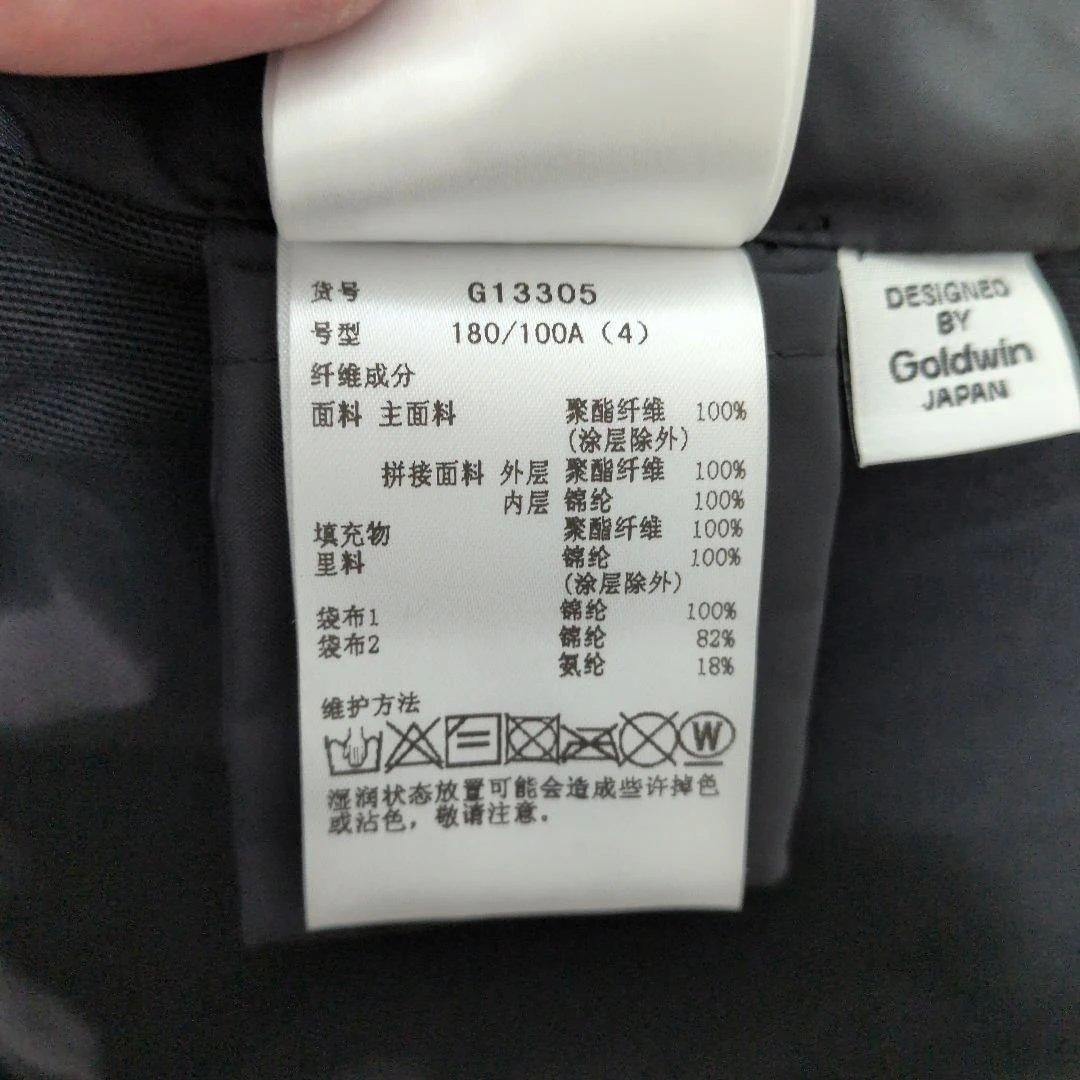 货号 G13305
号型 180/100A (4)
纤维成分
面料 主面料 聚酯纤维 100%
(涂层除外)
拼接面料 外层 聚酯纤维 100%
内层 锦纶 100%
填充物 聚酯纤维 100%
里料 锦纶 100%
(涂层除外)
袋布1 锦纶 100%
袋布2 锦纶 82%
氨纶 18%
维护方法
W
湿润状态放置可能会造成些许掉色
或沾色，敬请注意.
DESIGNED
BY
Goldwin
JAPAN